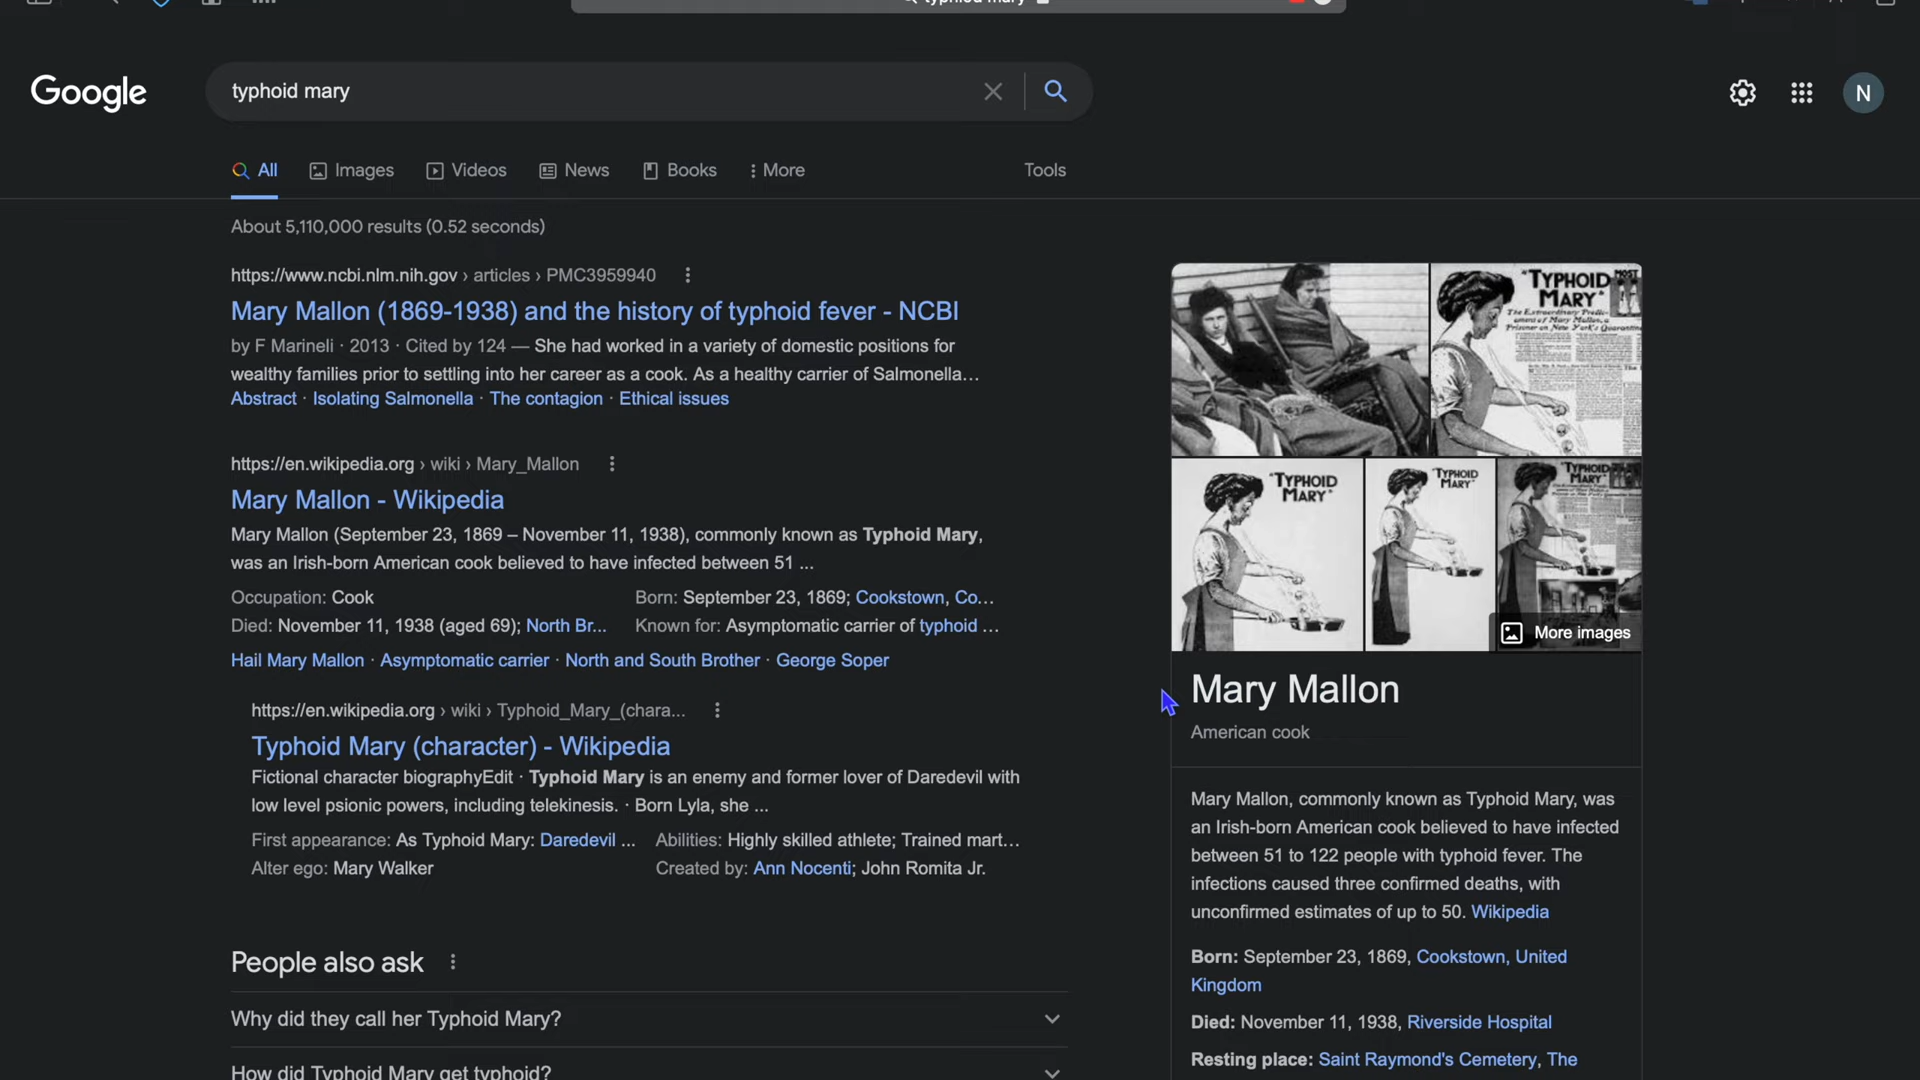 Google
typhoid mary
N
All Images Videos News Books More Tools
About 5,110,000 results (0.52 seconds)
https://www.ncbi.nlm.nih.gov › articles › PMC3959940
Mary Mallon (1869-1938) and the history of typhoid fever - NCBI
by F Marineli · 2013 · Cited by 124 — She had worked in a variety of domestic positions for
wealthy families prior to settling into her career as a cook. As a healthy carrier of Salmonella...
Abstract · Isolating Salmonella · The contagion · Ethical issues
https://en.wikipedia.org › wiki › Mary_Mallon
Mary Mallon - Wikipedia
Mary Mallon (September 23, 1869 – November 11, 1938), commonly known as Typhoid Mary,
was an Irish-born American cook believed to have infected between 51 ...
Occupation: Cook
Born: September 23, 1869; Cookstown, Co...
Died: November 11, 1938 (aged 69); North Br...
Known for: Asymptomatic carrier of typhoid ...
Hail Mary Mallon · Asymptomatic carrier · North and South Brother · George Soper
https://en.wikipedia.org › wiki › Typhoid_Mary_(chara...
Typhoid Mary (character) - Wikipedia
Fictional character biographyEdit · Typhoid Mary is an enemy and former lover of Daredevil with
low level psionic powers, including telekinesis. · Born Lyla, she ...
First appearance: As Typhoid Mary: Daredevil ...
Abilities: Highly skilled athlete; Trained mart...
Alter ego: Mary Walker
Created by: Ann Nocenti; John Romita Jr.
People also ask
Why did they call her Typhoid Mary?
How did Typhoid Mary get typhoid?
"TYPHOID
MARY"
MOST
The Extraordinary Predic-
ament of Mary Mallon, a
Prisoner on New York's Quarantine
"TYPHOID
MARY"
"TYPHOID
MARY"
"TYPHOID
MARY"
More images
Mary Mallon
American cook
Mary Mallon, commonly known as Typhoid Mary, was
an Irish-born American cook believed to have infected
between 51 to 122 people with typhoid fever. The
infections caused three confirmed deaths, with
unconfirmed estimates of up to 50. Wikipedia
Born: September 23, 1869, Cookstown, United
Kingdom
Died: November 11, 1938, Riverside Hospital
Resting place: Saint Raymond's Cemetery, The